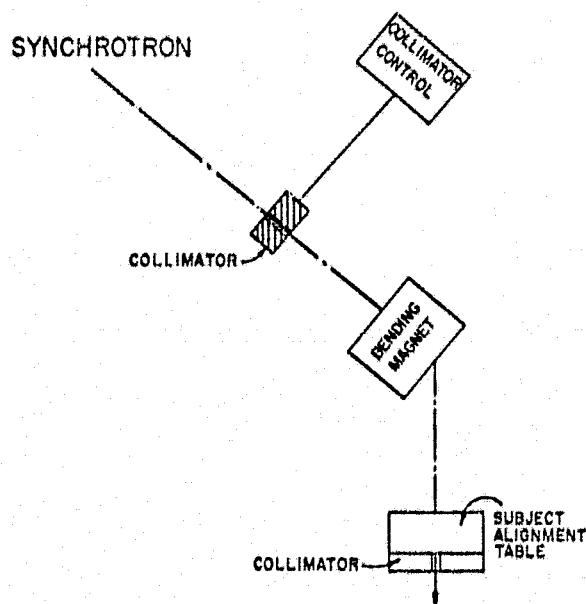 SYNCHROTRON
COLLIMATOR
CONTROL
COLLIMATOR
BENDING
MAGNET
SUBJECT
ALIGNMENT
TABLE
COLLIMATOR